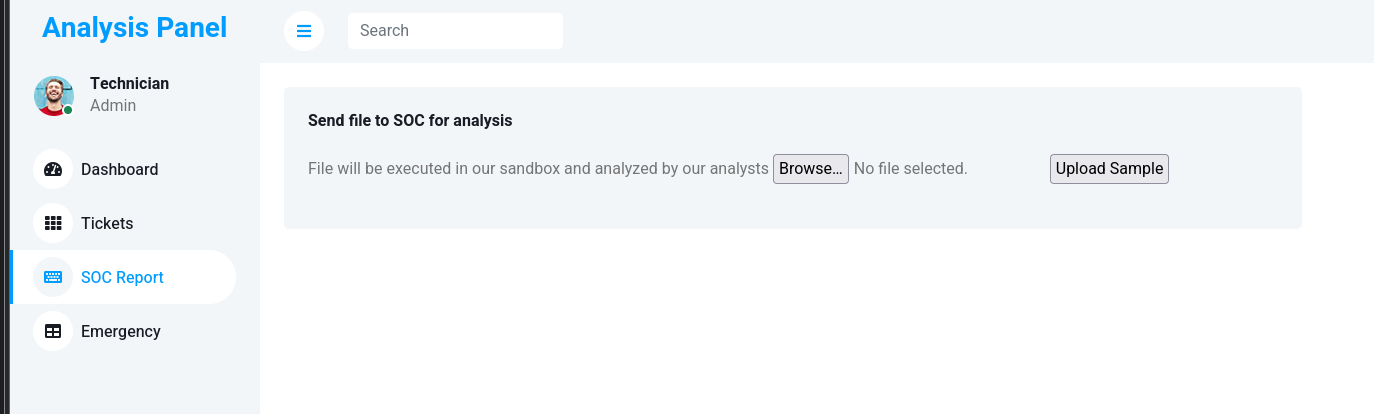 Analysis Panel
Search
Technician
Admin
Dashboard
Tickets
SOC Report
Emergency
Send file to SOC for analysis
File will be executed in our sandbox and analyzed by our analysts Browse... No file selected. Upload Sample